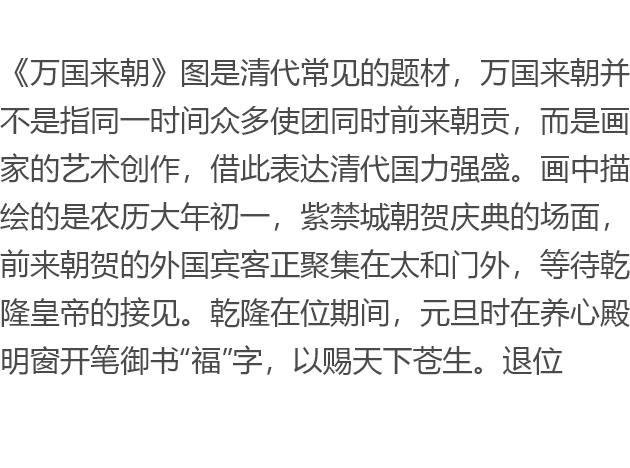 《万国来朝》图是清代常见的题材，万国来朝并
不是指同一时间众多使团同时前来朝贡，而是画
家的艺术创作，借此表达清代国力强盛。画中描
绘的是农历大年初一，紫禁城朝贺庆典的场面，
前来朝贺的外国宾客正聚集在太和门外，等待乾
隆皇帝的接见。乾隆在位期间，元旦时在养心殿
明窗开笔御书“福”字，以赐天下苍生。退位